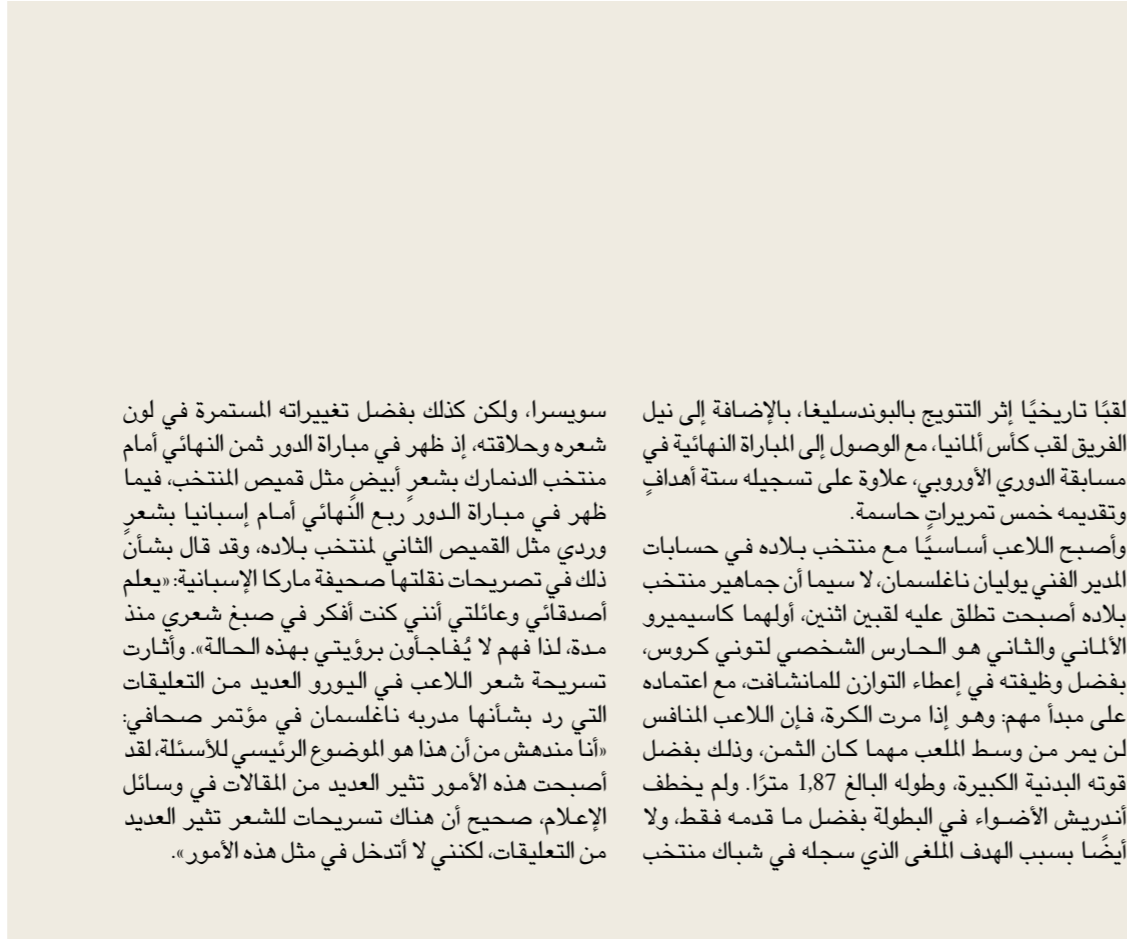 لقبًا تاريخيًا إثر التتويج بالبوندسليغا، بالإضافة إلى نيل
الفريق لقب كأس ألمانيا، مع الوصول إلى المباراة النهائية في
مسابقة الدوري الأوروبي، علاوة على تسجيله ستة أهدافٍ
وتقديمه خمس تمريراتٍ حاسمة.
وأصبح اللاعب أساسيًا مع منتخب بلاده في حسابات
المدير الفني يوليان ناغلسمان، لا سيما أن جماهير منتخب
بلاده أصبحت تطلق عليه لقبين اثنين، أولهما كاسيميرو
الألماني والثاني هو الحارس الشخصي لتوني كروس،
بفضل وظيفته في إعطاء التوازن للمانشافت، مع اعتماده
على مبدأ مهم: وهو إذا مرت الكرة، فإن اللاعب المنافس
لن يمر من وسط الملعب مهما كان الثمن، وذلك بفضل
قوته البدنية الكبيرة، وطوله البالغ 1,87 مترًا. ولم يخطف
أندريش الأضواء في البطولة بفضل ما قدمه فقط، ولا
أيضًا بسبب الهدف الملغى الذي سجله في شباك منتخب
سويسرا، ولكن كذلك بفضل تغييراته المستمرة في لون
شعره وحلاقته، إذ ظهر في مباراة الدور ثمن النهائي أمام
منتخب الدنمارك بشعرٍ أبيض مثل قميص المنتخب، فيما
ظهر في مباراة الدور ربع النهائي أمام إسبانيا بشعرٍ
وردي مثل القميص الثاني لمنتخب بلاده، وقد قال بشأن
ذلك في تصريحات نقلتها صحيفة ماركا الإسبانية: «يعلم
أصدقائي وعائلتي أنني كنت أفكر في صبغ شعري منذ
مدة، لذا فهم لا يُفاجأون برؤيتي بهذه الحالة». وأثارت
تسريحة شعر اللاعب في اليورو العديد من التعليقات
التي رد بشأنها مدربه ناغلسمان في مؤتمر صحافي:
«أنا مندهش من أن هذا هو الموضوع الرئيسي للأسئلة، لقد
أصبحت هذه الأمور تثير العديد من المقالات في وسائل
الإعلام، صحيح أن هناك تسريحات للشعر تثير العديد
من التعليقات، لكنني لا أتدخل في مثل هذه الأمور».